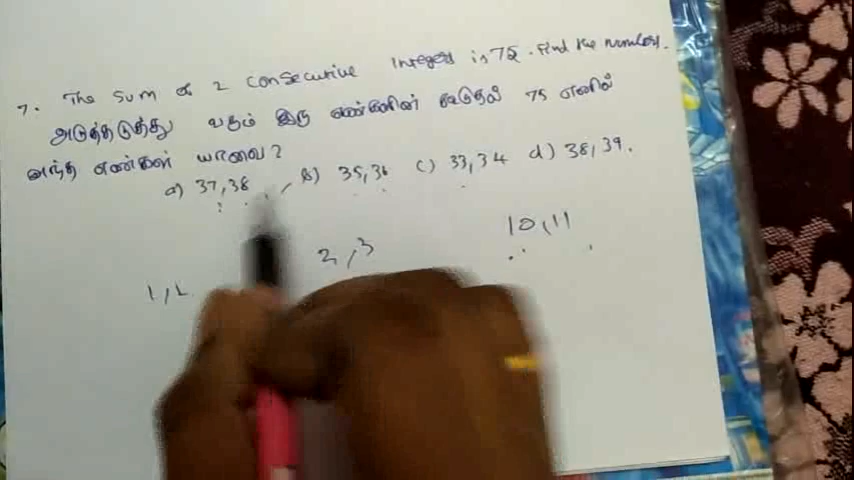 7. The sum of 2 consecutive integers is 75. Find the numbers.
அடுத்தடுத்து வரும் இரு எண்களின் கூடுதல் 75 எனில்
அந்த எண்கள் யாவை?
a) 37,38 b) 35,36 c) 33,34 d) 38,39.
10,11
2,3
1,2